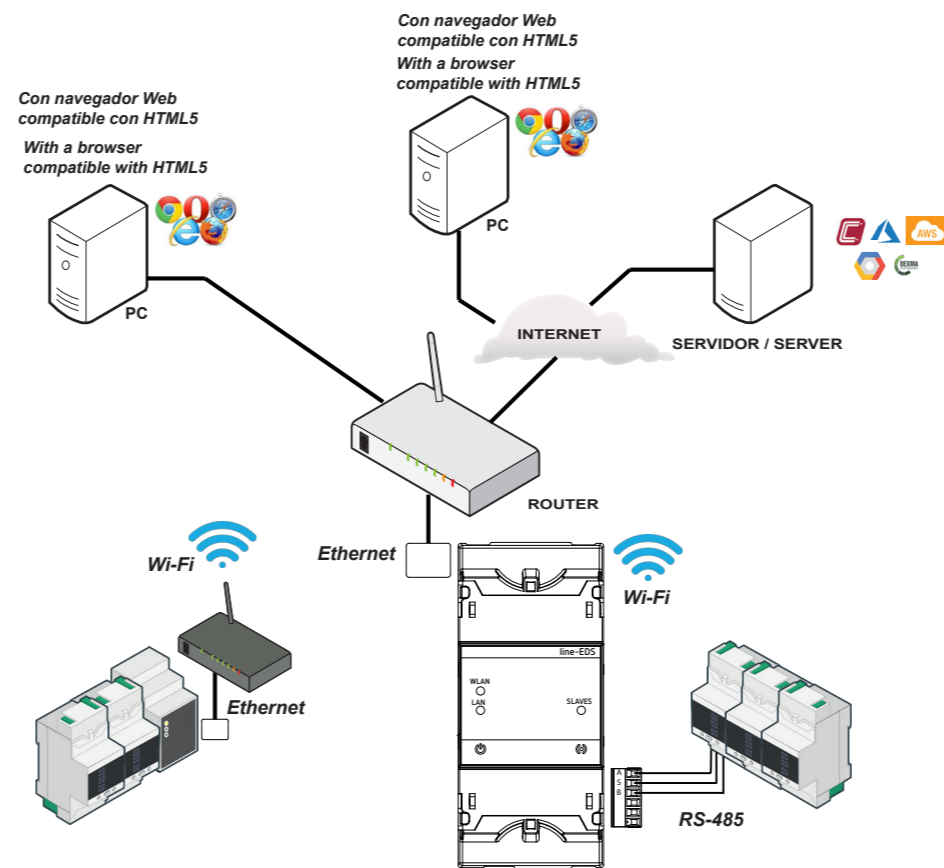 Con navegador Web
compatible con HTML5
With a browser
compatible with HTML5
Con navegador Web
compatible con HTML5
With a browser
compatible with HTML5
PC
PC
AWS
DEXMA
INTERNET
SERVIDOR / SERVER
ROUTER
Ethernet
Wi-Fi
Wi-Fi
line-EDS
WLAN
LAN
SLAVES
Ethernet
A
S
B
RS-485